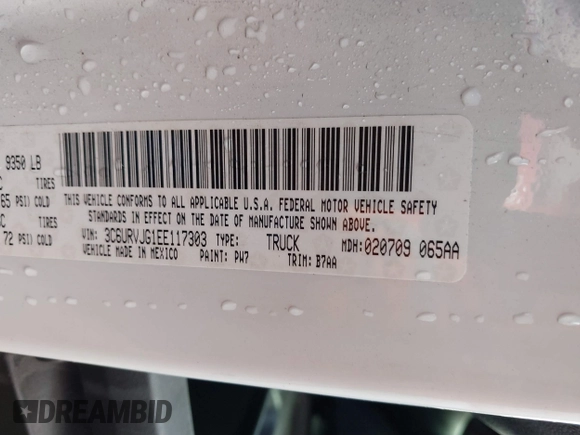 9350 LB
C TIRES
65 PSI) COLD
C TIRES
72 PSI) COLD
THIS VEHICLE CONFORMS TO ALL APPLICABLE U.S.A. FEDERAL MOTOR VEHICLE SAFETY
STANDARDS IN EFFECT ON THE DATE OF MANUFACTURE SHOWN ABOVE.
VIN: 3C6URVJG1EE117303 TYPE: TRUCK MDH: 020709 065AA
VEHICLE MADE IN MEXICO PAINT: PW7 TRIM: B7AA
DREAMBID